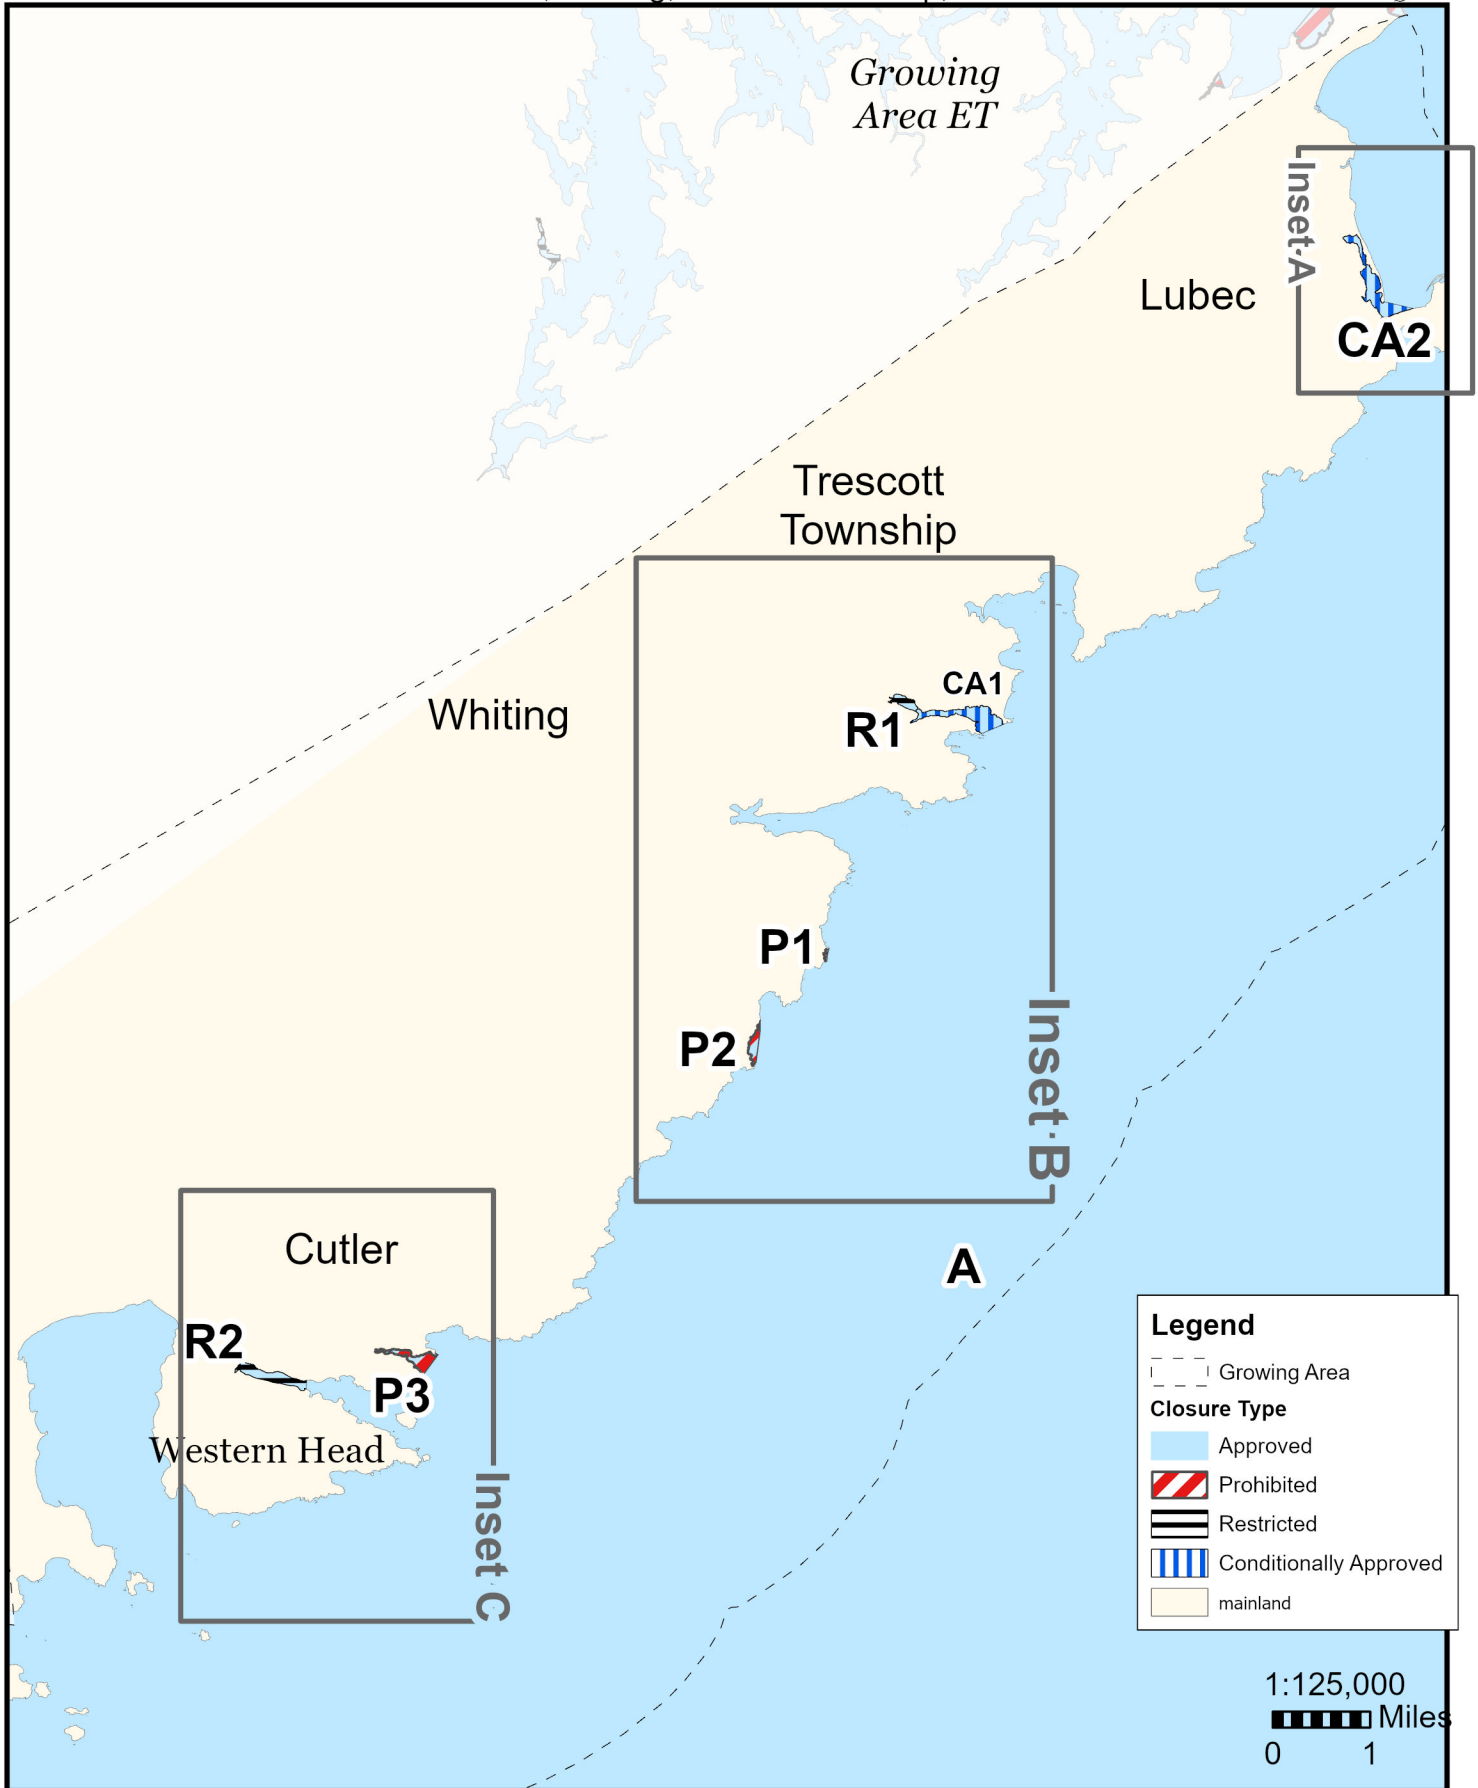 Growing
Area ET
Inset A
Lubec
CA2
Trescott
Township
Whiting
CA1
R1
P1
P2
Inset B
Cutler
A
R2
P3
Western Head
Inset C
Legend
Growing Area
Closure Type
Approved
Prohibited
Restricted
Conditionally Approved
mainland
1:125,000
Miles
0 1